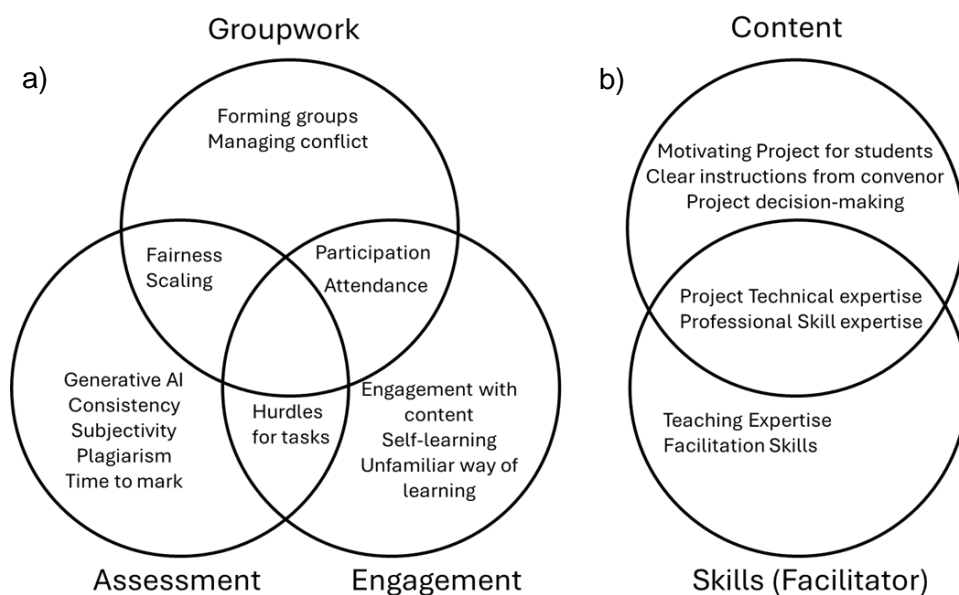 Groupwork
a)
Forming groups
Managing conflict
Fairness
Scaling
Participation
Attendance
Generative AI
Consistency
Subjectivity
Plagiarism
Time to mark
Hurdles
for tasks
Engagement with
content
Self-learning
Unfamiliar way of
learning
Assessment
Engagement
Content
b)
Motivating Project for students
Clear instructions from convenor
Project decision-making
Project Technical expertise
Professional Skill expertise
Teaching Expertise
Facilitation Skills
Skills (Facilitator)